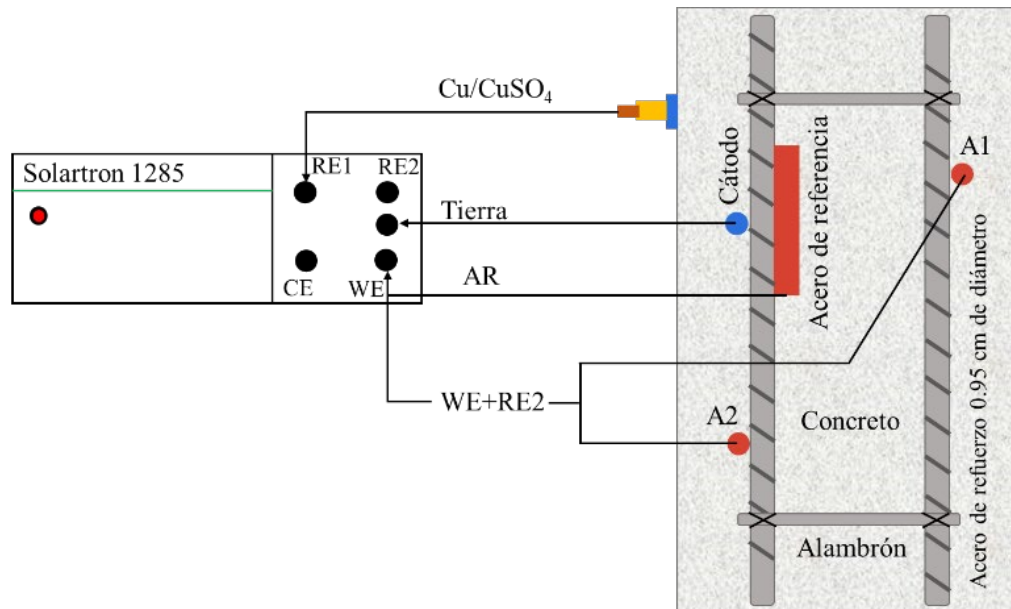 Cu/CuSO₄
Solartron 1285
RE1
RE2
Tierra
CE
WE
AR
WE+RE2
Cátodo
Acero de referencia
A1
A2
Concreto
Alambrón
Acero de refuerzo 0.95 cm de diámetro